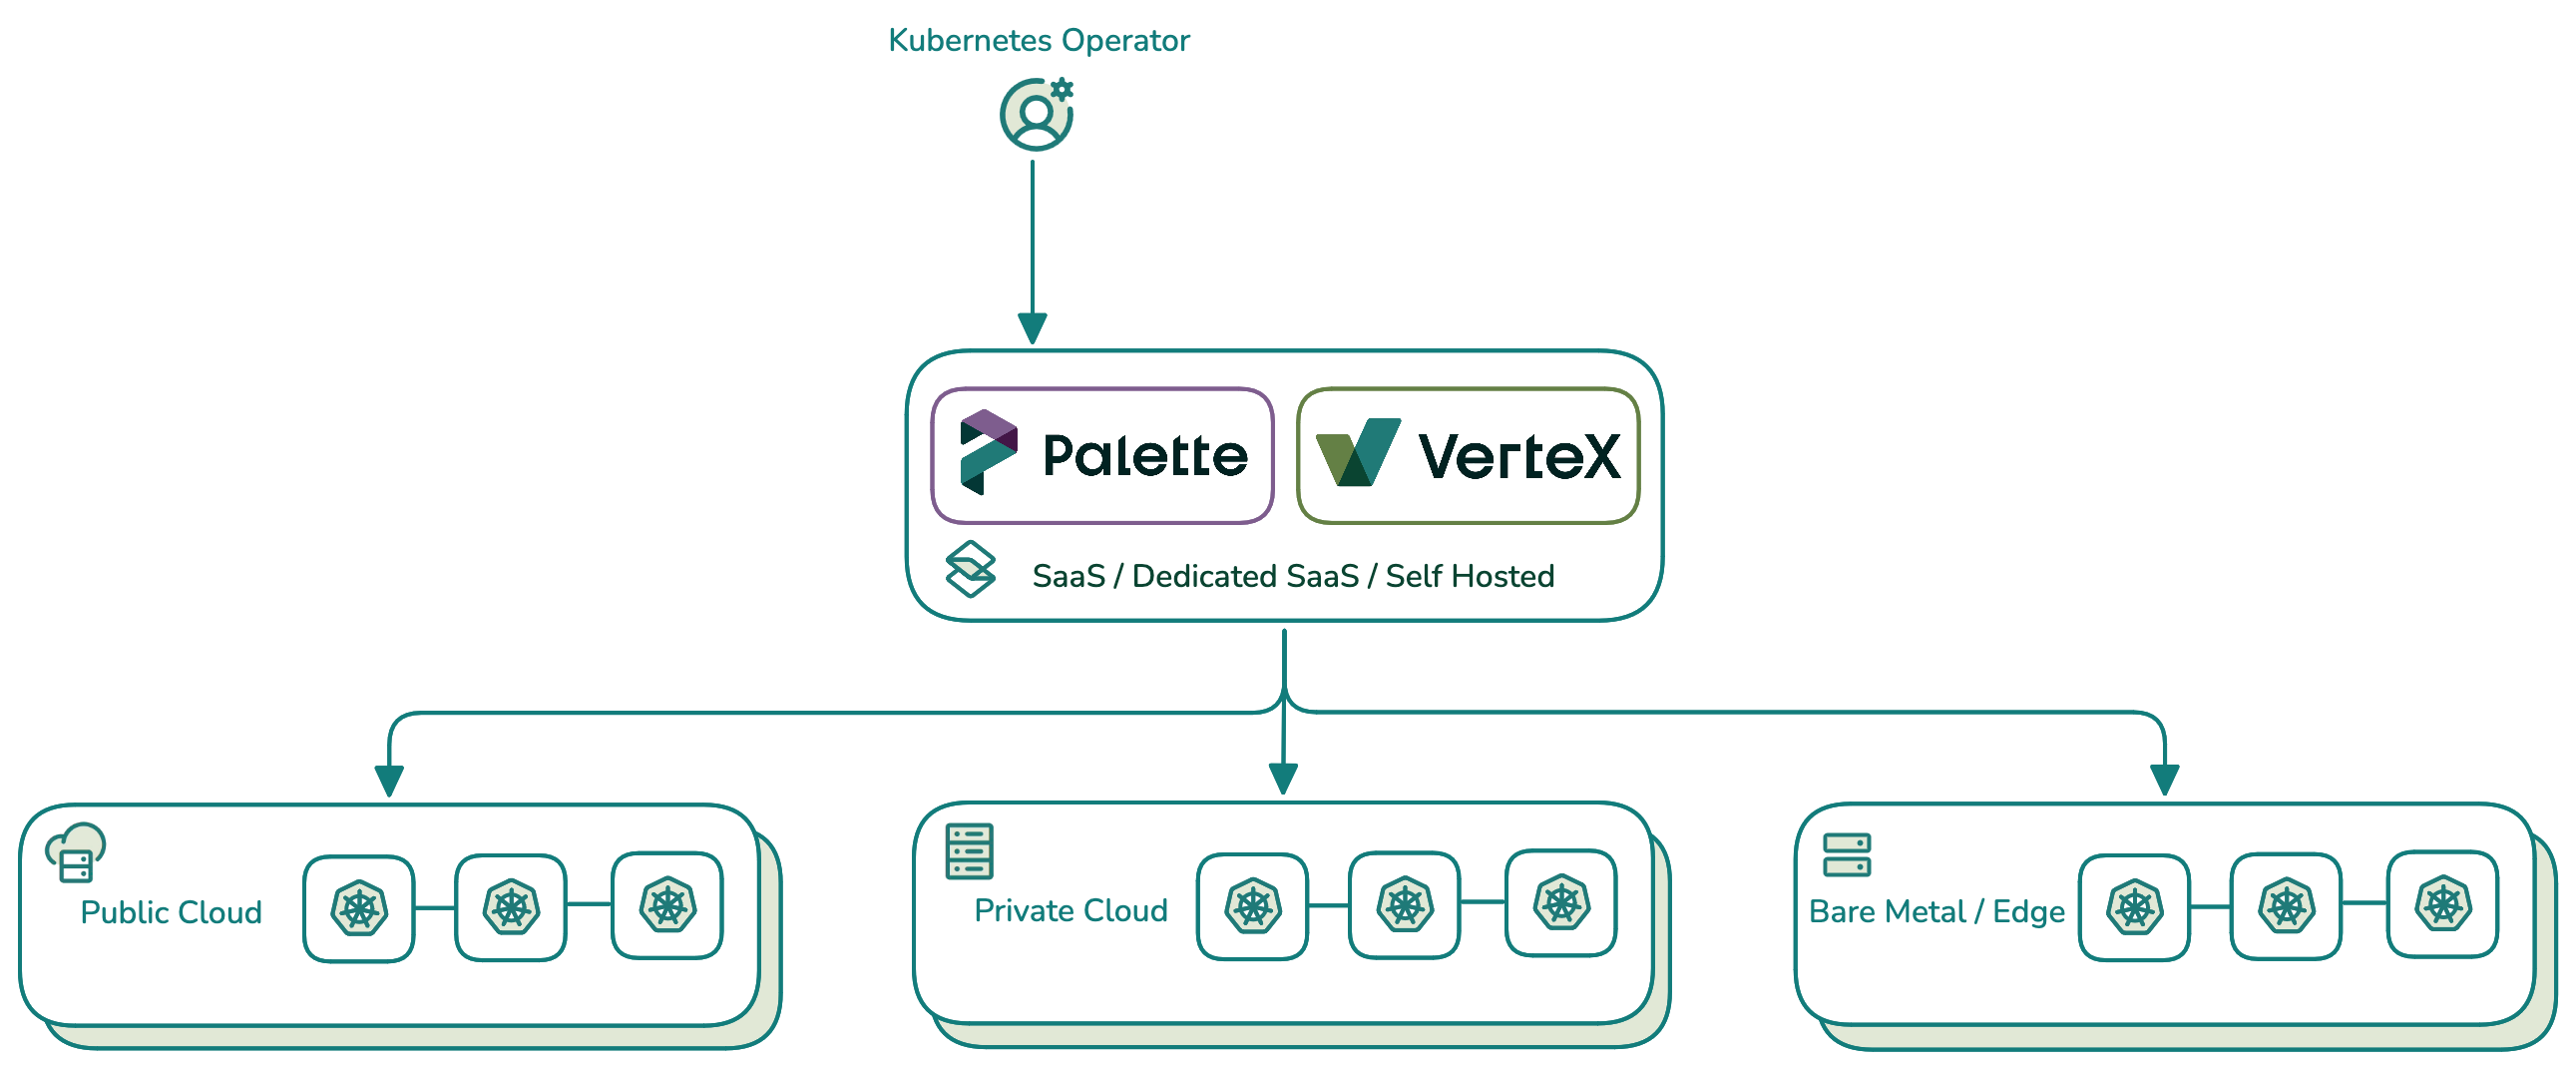 Kubernetes Operator
Palette
VerteX
SaaS / Dedicated SaaS / Self Hosted
Public Cloud
Private Cloud
Bare Metal / Edge